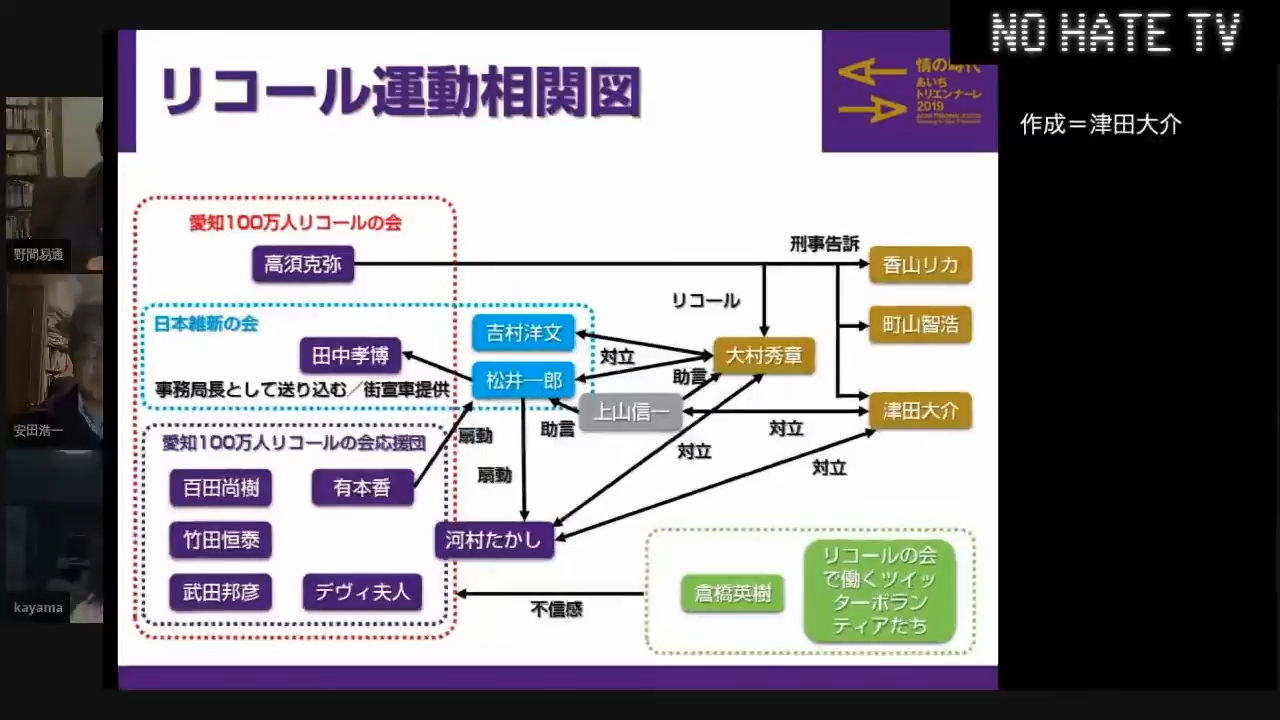 NO HATE TV
リコール運動相関図
情の時代
あいち
トリエンナーレ
2019
作成＝津田大介
愛知100万人リコールの会
高須克弥
刑事告訴
香山リカ
リコール
日本維新の会
吉村洋文
町山智浩
田中孝博
対立
大村秀章
松井一郎
助言
事務局長として送り込む／街宣車提供
上山信一
津田大介
愛知100万人リコールの会応援団
扇動
助言
対立
対立
対立
扇動
百田尚樹
有本香
竹田恒泰
河村たかし
武田邦彦
デヴィ夫人
不信感
倉橋英樹
リコールの会
で働くツイッ
ターボラン
ティアたち
野間易通
安田浩一
kayama